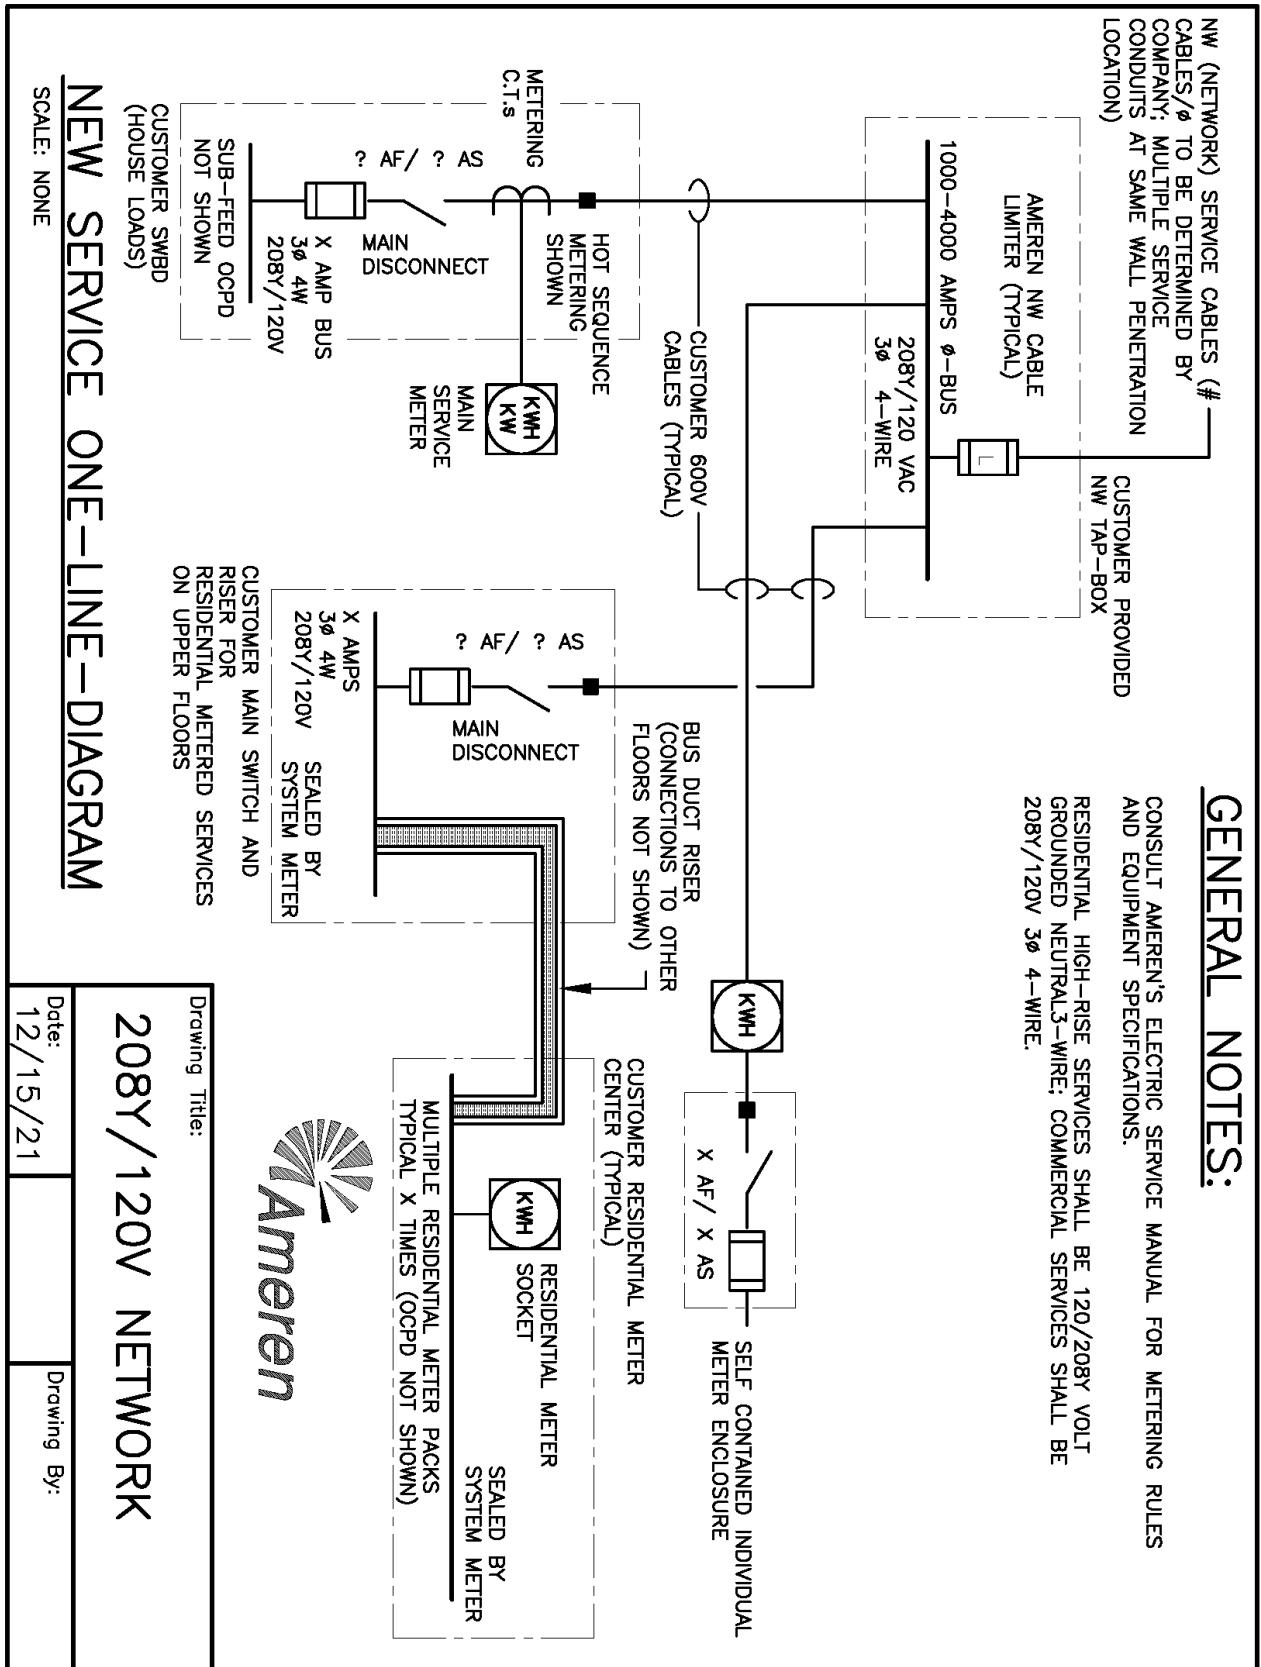 NW (NETWORK) SERVICE CABLES (#
CABLES/Ø TO BE DETERMINED BY
COMPANY; MULTIPLE SERVICE
CONDUITS AT SAME WALL PENETRATION
LOCATION)
CUSTOMER PROVIDED
NW TAP-BOX
AMEREN NW CABLE
LIMITER (TYPICAL)
L
1000-4000 AMPS Ø-BUS
208Y/120 VAC
3Ø 4-WIRE
GENERAL NOTES:
CONSULT AMEREN'S ELECTRIC SERVICE MANUAL FOR METERING RULES
AND EQUIPMENT SPECIFICATIONS.
RESIDENTIAL HIGH-RISE SERVICES SHALL BE 120/208Y VOLT
GROUNDED NEUTRAL3-WIRE; COMMERCIAL SERVICES SHALL BE
208Y/120V 3Ø 4-WIRE.
CUSTOMER 600V
CABLES (TYPICAL)
METERING
C.T.s
HOT SEQUENCE
METERING
SHOWN
KWH
KW
MAIN
SERVICE
METER
? AF/ ? AS
MAIN
DISCONNECT
X AMP BUS
3Ø 4W
208Y/120V
SUB-FEED OCPD
NOT SHOWN
CUSTOMER SWBD
(HOUSE LOADS)
? AF/ ? AS
MAIN
DISCONNECT
X AMPS
3Ø 4W
208Y/120V
SEALED BY
SYSTEM METER
CUSTOMER MAIN SWITCH AND
RISER FOR
RESIDENTIAL METERED SERVICES
ON UPPER FLOORS
BUS DUCT RISER
(CONNECTIONS TO OTHER
FLOORS NOT SHOWN)
KWH
X AF/ X AS
SELF CONTAINED INDIVIDUAL
METER ENCLOSURE
CUSTOMER RESIDENTIAL METER
CENTER (TYPICAL)
KWH
RESIDENTIAL METER
SOCKET
SEALED BY
SYSTEM METER
MULTIPLE RESIDENTIAL METER PACKS
TYPICAL X TIMES (OCPD NOT SHOWN)
NEW SERVICE ONE-LINE-DIAGRAM
SCALE: NONE
Ameren
Drawing Title:
208Y/120V NETWORK
Date:
12/15/21
Drawing By: